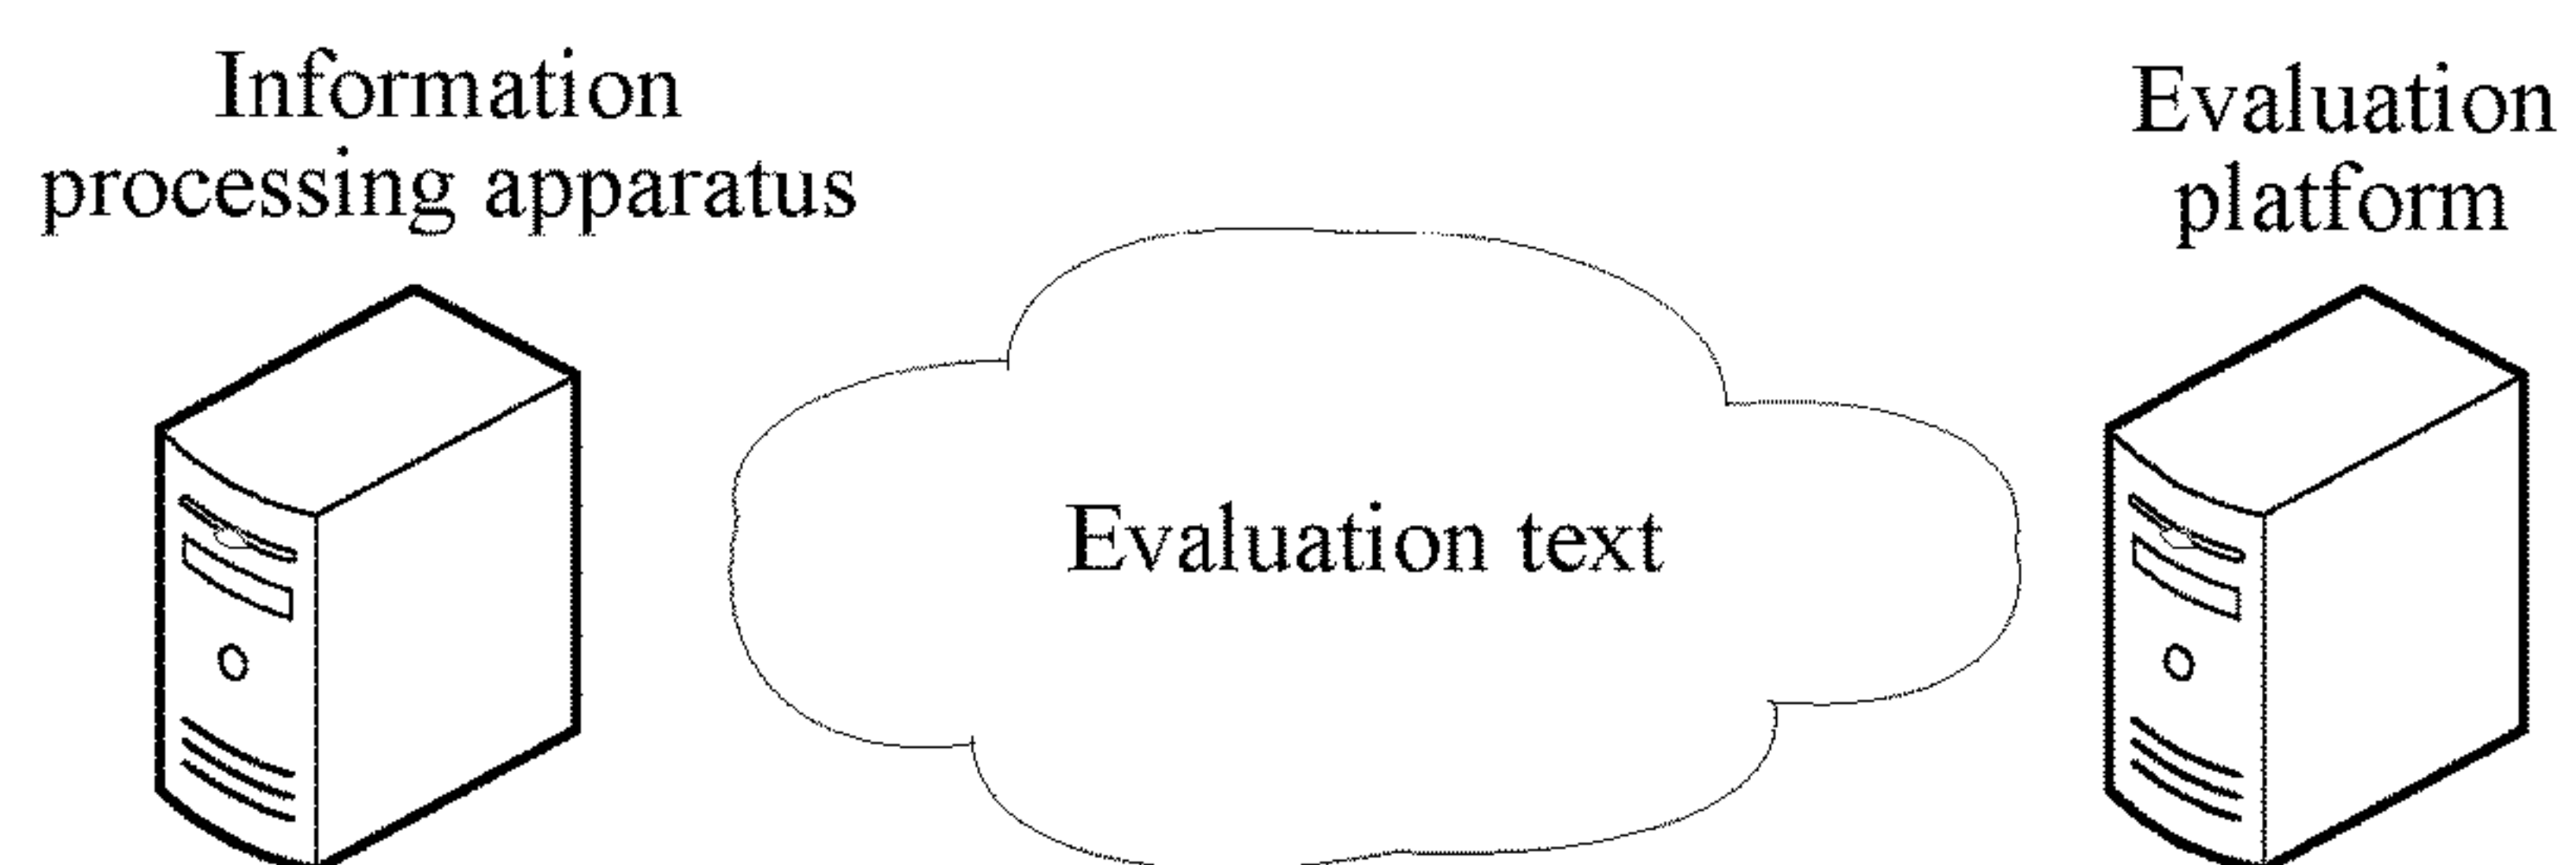 Information
processing apparatus
Evaluation
platform
Evaluation text